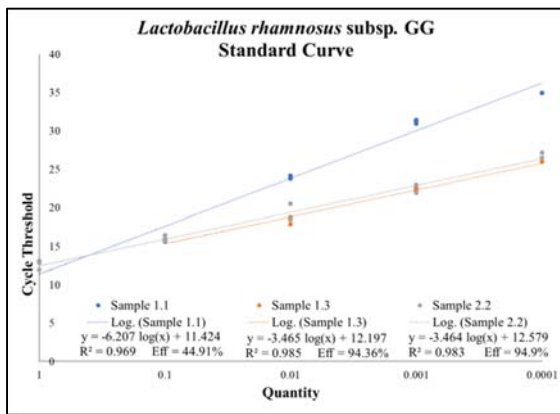 Lactobacillus rhamnosus subsp. GG
Standard Curve
40
35
30
25
20
15
10
5
0
Cycle Threshold
Sample 1.1 Sample 1.3 Sample 2.2
Log. (Sample 1.1) Log. (Sample 1.3) Log. (Sample 2.2)
y = -6.207 log(x) + 11.424 y = -3.465 log(x) + 12.197 y = -3.464 log(x) + 12.579
R² = 0.969 Eff = 44.91% R² = 0.985 Eff = 94.36% R² = 0.983 Eff = 94.9%
1 0.1 0.01 0.001 0.0001
Quantity